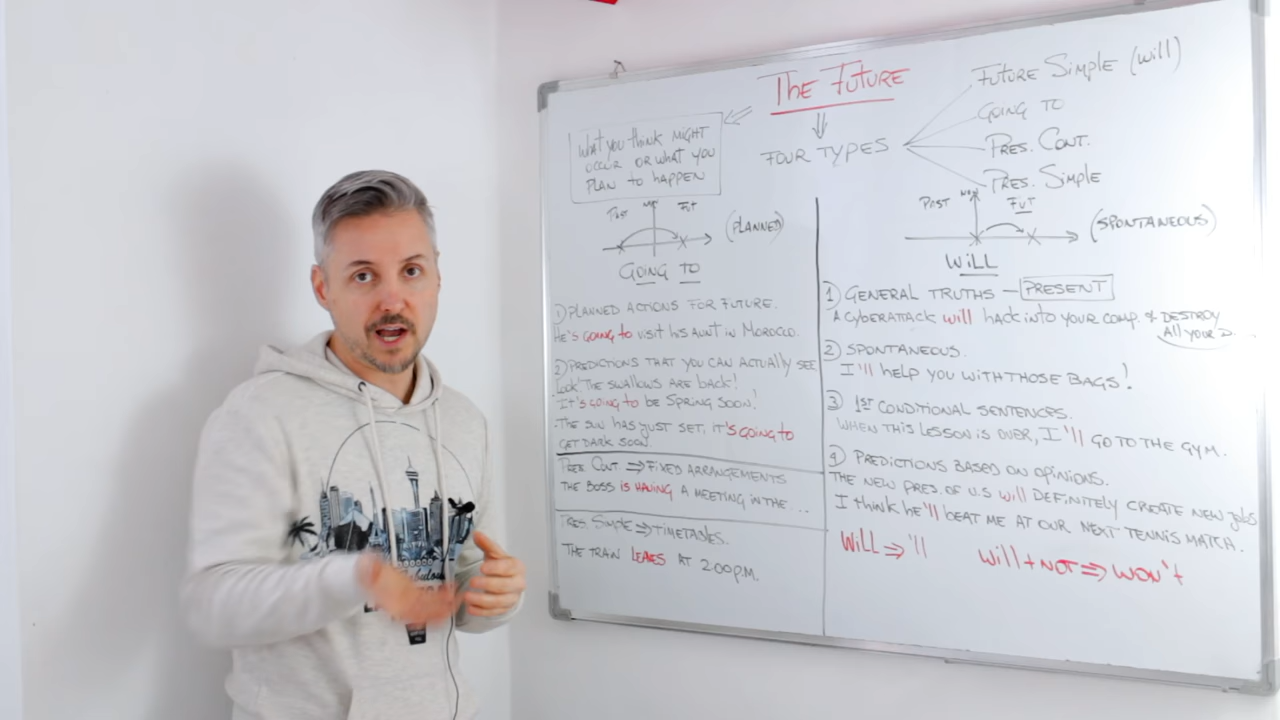 The Future
What you think might
occur or what you
plan to happen
Four types
Future Simple (will)
Going to
Pres. Cont.
Pres. Simple
Past Now Fut
(Planned)
Going to
1) Planned actions for future.
He's going to visit his aunt in Morocco.
2) Predictions that you can actually see
Look! The swallows are back!
It's going to be Spring soon!
The sun has just set, it's going to
get dark soon
Pres. Cont ⇒ Fixed arrangements
The boss is having a meeting in the ...
Pres. Simple ⇒ Timetables.
The train leaves at 2:00 p.m.
Past Now Fut
(Spontaneous)
Will
1) General truths — Present
A cyberattack will hack into your comp. & destroy
all your D...
2) Spontaneous.
I'll help you with those bags!
3) 1st conditional sentences.
When this lesson is over, I'll go to the gym.
4) Predictions based on opinions.
The new pres. of U.S will definitely create new jobs
I think he'll beat me at our next tennis match.
Will ⇒ 'll Will + not ⇒ won't
Fabulous